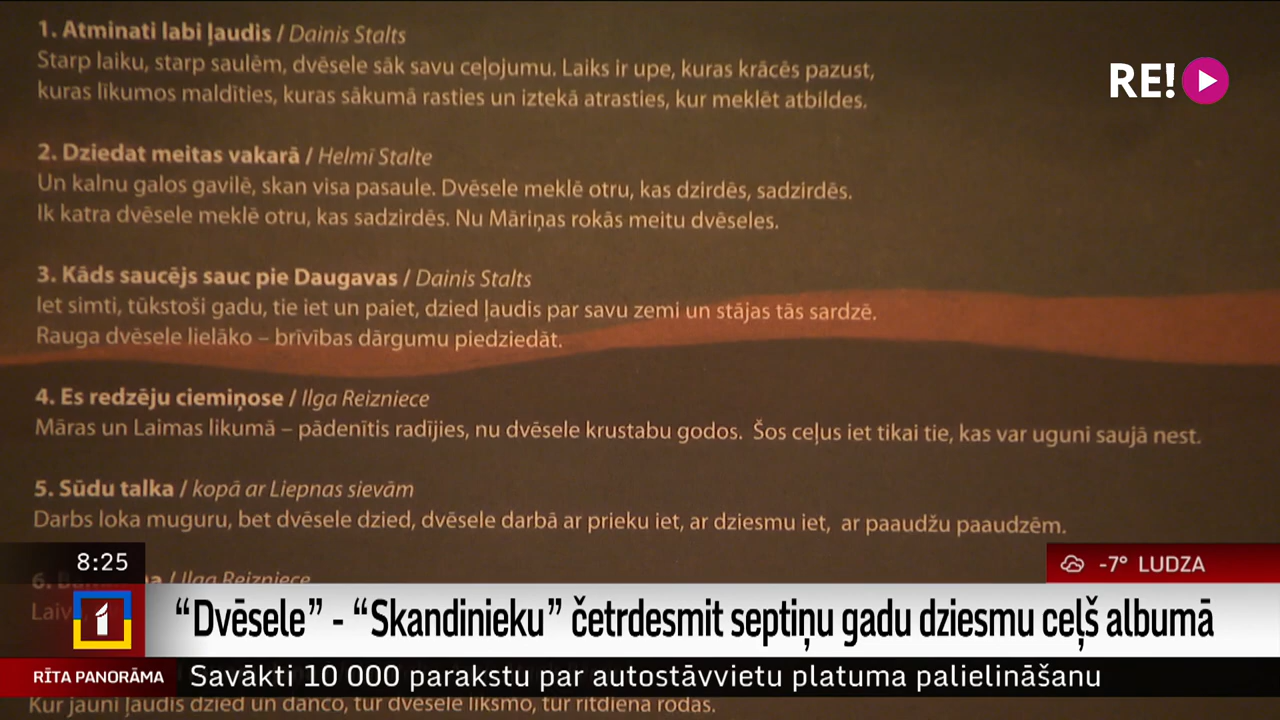 1. Atminati labi ļaudis / Dainis Stalts
Starp laiku, starp saulēm, dvēsele sāk savu ceļojumu. Laiks ir upe, kuras krācēs pazust,
kuras līkumos maldīties, kuras sākumā rasties un iztekā atrasties, kur meklēt atbildes.
RE!
2. Dziedat meitas vakarā / Helmī Stalte
Un kalnu galos gavilē, skan visa pasaule. Dvēsele meklē otru, kas dzirdēs, sadzirdēs.
Ik katra dvēsele meklē otru, kas sadzirdēs. Nu Māriņas rokās meitu dvēseles.
3. Kāds saucējs sauc pie Daugavas / Dainis Stalts
Iet simti, tūkstoši gadu, tie iet un paiet, dzied ļaudis par savu zemi un stājas tās sardzē.
Rauga dvēsele lielāko – brīvības dārgumu piedziedāt.
4. Es redzēju ciemiņose / Ilga Reizniece
Māras un Laimas likumā – pādenītis radījies, nu dvēsele krustabu godos. Šos ceļus iet tikai tie, kas var uguni saujā nest.
5. Sūdu talka / kopā ar Liepnas sievām
Darbs loka muguru, bet dvēsele dzied, dvēsele darbā ar prieku iet, ar dziesmu iet, ar paaudžu paaudzēm.
8:25
-7° LUDZA
6. / Ilga Reizniece
1
“Dvēsele” - “Skandinieku” četrdesmit septiņu gadu dziesmu ceļš albumā
RĪTA PANORĀMA
Savākti 10 000 parakstu par autostāvvietu platuma palielināšanu
Kur jauni ļaudis dzied un danco, tur dvēsele līksmo, tur rītdiena rodas.